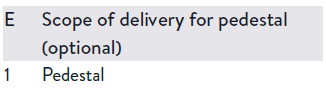 E Scope of delivery for pedestal
(optional)
1 Pedestal